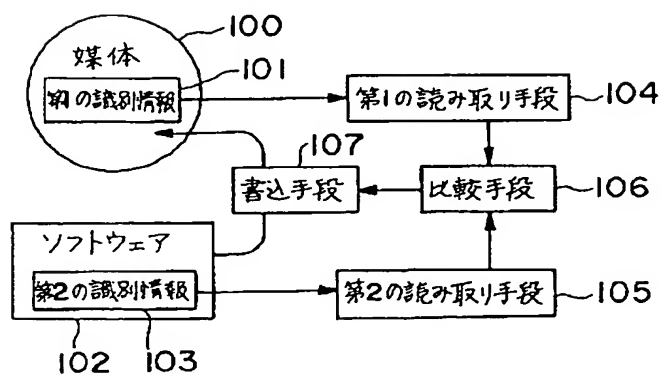 100
媒体
101
第1の識別情報
第1の読み取り手段
104
107
書込手段
比較手段
106
ソフトウェア
第2の識別情報
第2の読み取り手段
105
102
103